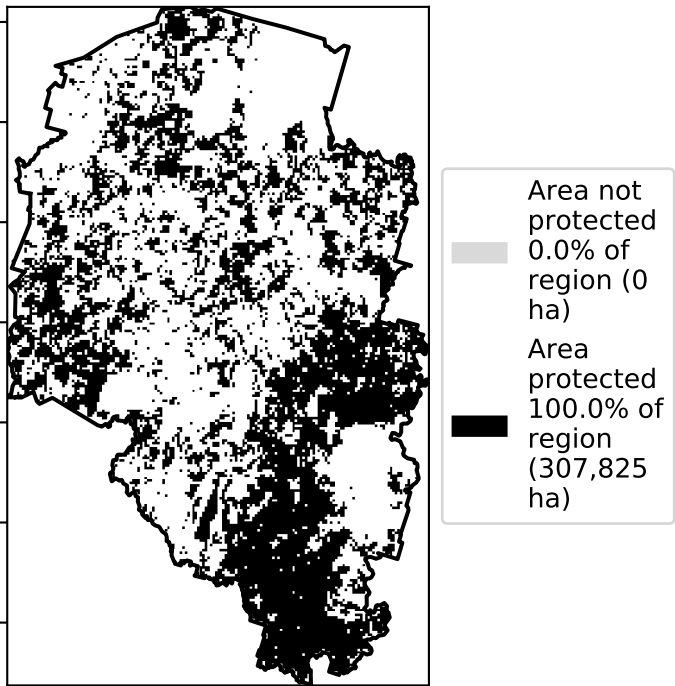 Area not
protected
0.0% of
region (0
ha)
Area
protected
100.0% of
region
(307,825
ha)